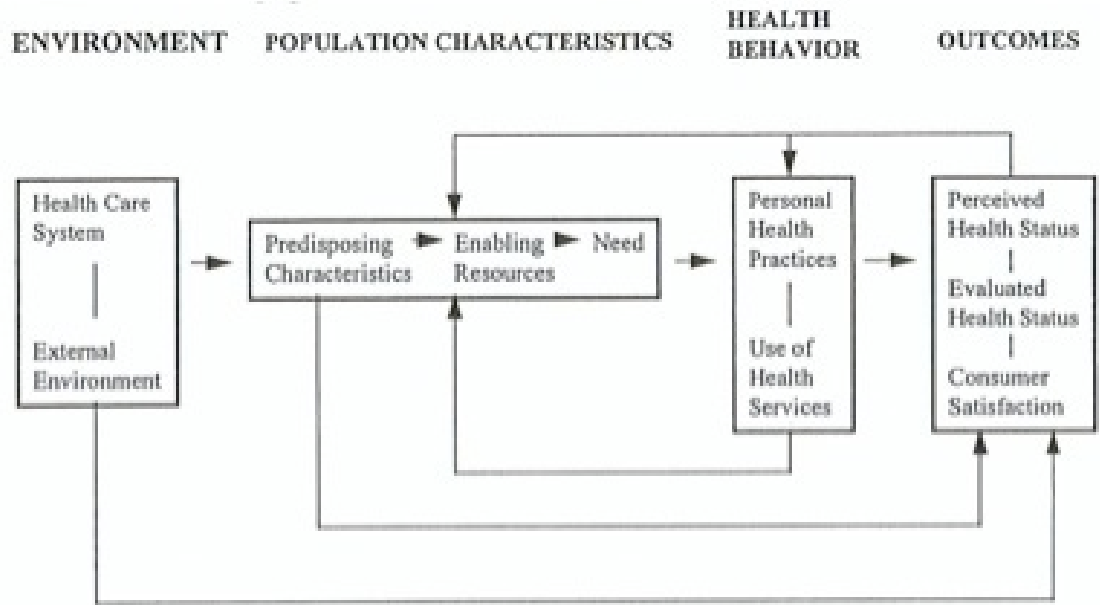 ENVIRONMENT
POPULATION CHARACTERISTICS
HEALTH
BEHAVIOR
OUTCOMES
Health Care
System
External
Environment
Predisposing
Characteristics
Enabling
Resources
Need
Personal
Health
Practices
Use of
Health
Services
Perceived
Health Status
Evaluated
Health Status
Consumer
Satisfaction